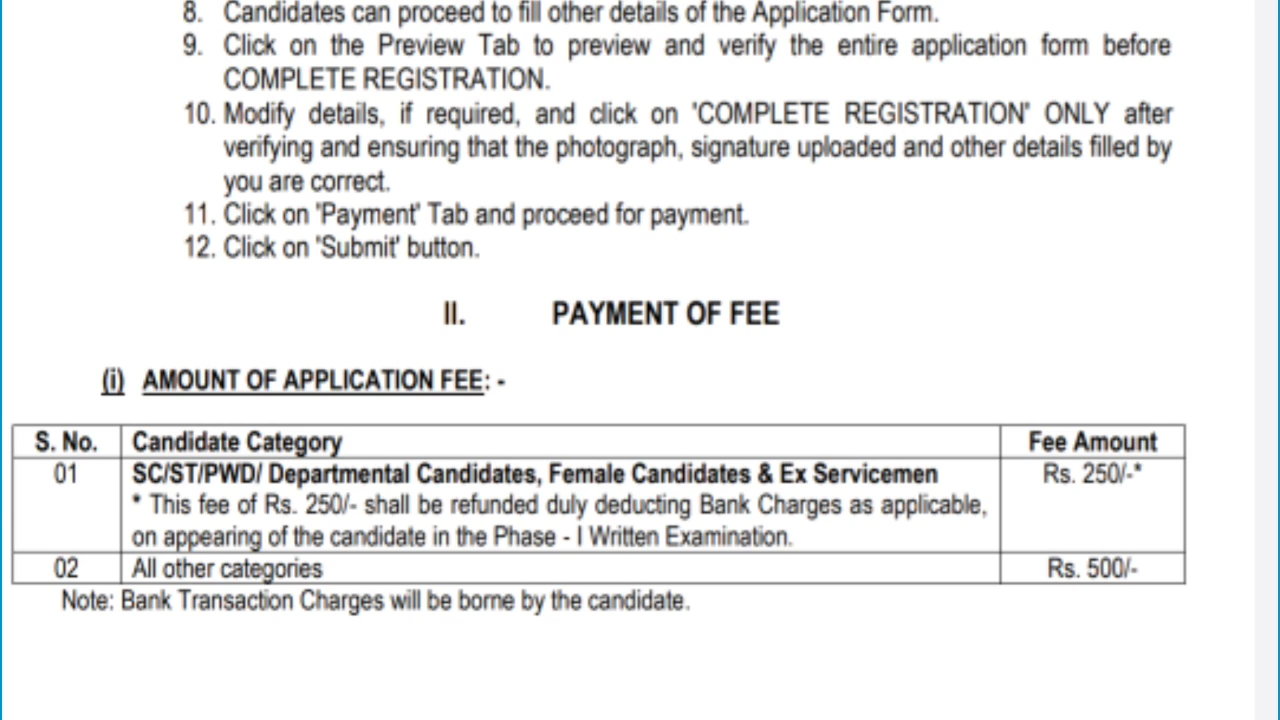 8. Candidates can proceed to fill other details of the Application Form.
9. Click on the Preview Tab to preview and verify the entire application form before
COMPLETE REGISTRATION.
10. Modify details, if required, and click on 'COMPLETE REGISTRATION' ONLY after
verifying and ensuring that the photograph, signature uploaded and other details filled by
you are correct.
11. Click on 'Payment' Tab and proceed for payment.
12. Click on 'Submit' button.
II. PAYMENT OF FEE
(i) AMOUNT OF APPLICATION FEE: -
S. No. Candidate Category Fee Amount
01 SC/ST/PWD/ Departmental Candidates, Female Candidates & Ex Servicemen Rs. 250/-*
* This fee of Rs. 250/- shall be refunded duly deducting Bank Charges as applicable,
on appearing of the candidate in the Phase - I Written Examination.
02 All other categories Rs. 500/-
Note: Bank Transaction Charges will be borne by the candidate.